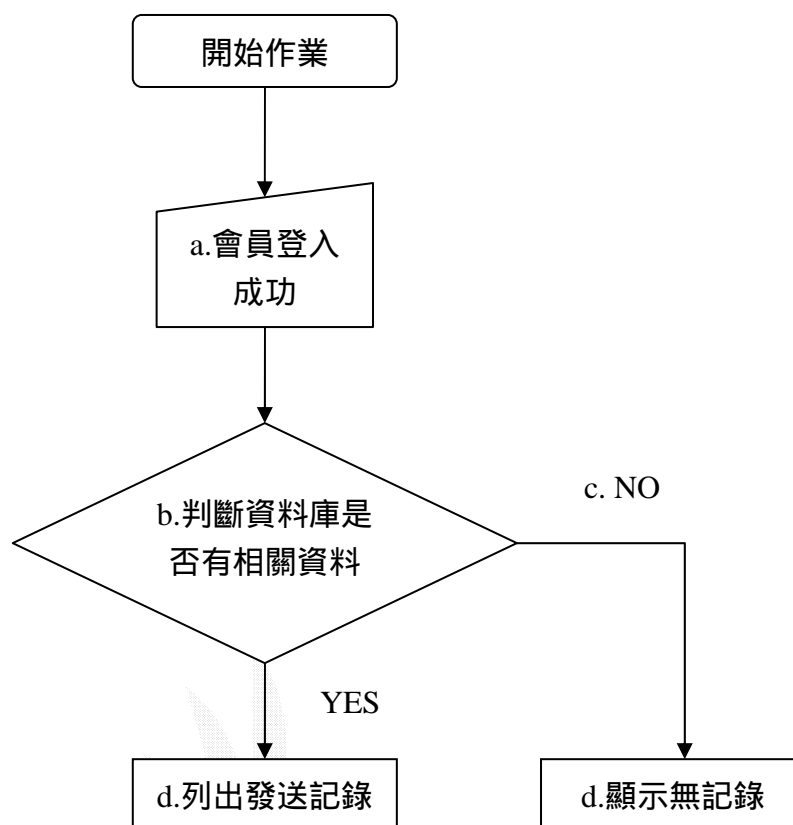 開始作業
a.會員登入
成功
b.判斷資料庫是
否有相關資料
c. NO
YES
d.列出發送記錄
d.顯示無記錄